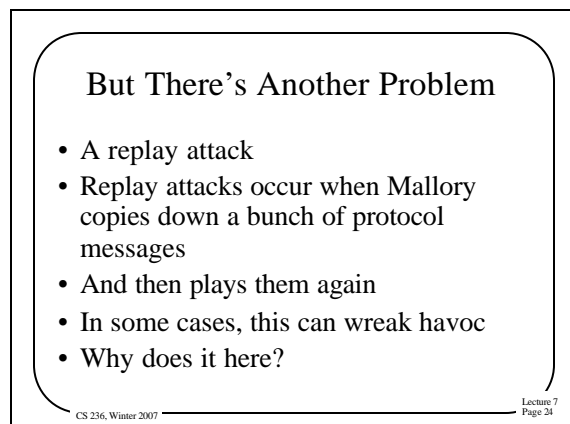 But There's Another Problem
• A replay attack
• Replay attacks occur when Mallory
copies down a bunch of protocol
messages
• And then plays them again
• In some cases, this can wreak havoc
• Why does it here?
CS 236, Winter 2007
Lecture 7
Page 24